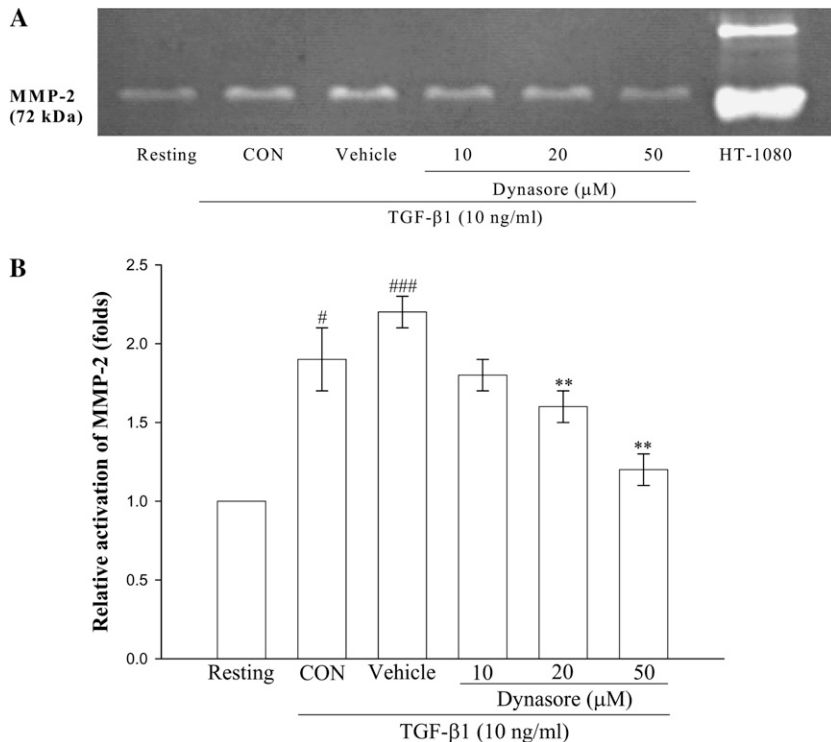 A
MMP-2
(72 kDa)
Resting CON Vehicle 10 20 50 HT-1080
Dynasore (μM)
TGF-β1 (10 ng/ml)
B
Relative activation of MMP-2 (folds)
2.5
2.0
1.5
1.0
0.5
0.0
# ### ** **
Resting CON Vehicle 10 20 50
Dynasore (μM)
TGF-β1 (10 ng/ml)